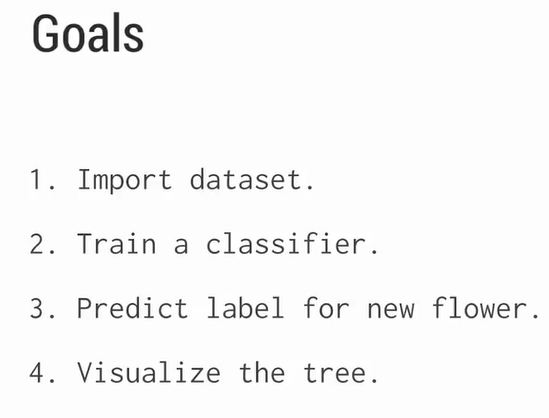 Goals
1. Import dataset.
2. Train a classifier.
3. Predict label for new flower.
4. Visualize the tree.